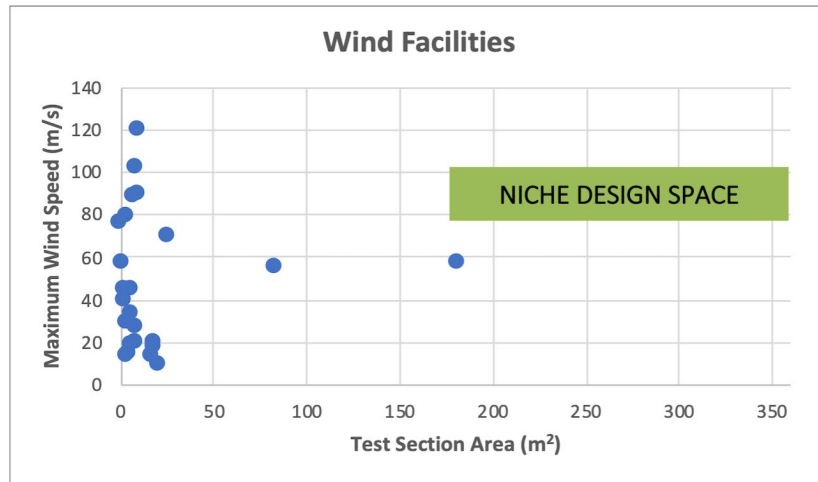 Wind Facilities
Maximum Wind Speed (m/s)
140
120
100
80
60
40
20
0
NICHE DESIGN SPACE
0 50 100 150 200 250 300 350
Test Section Area (m²)